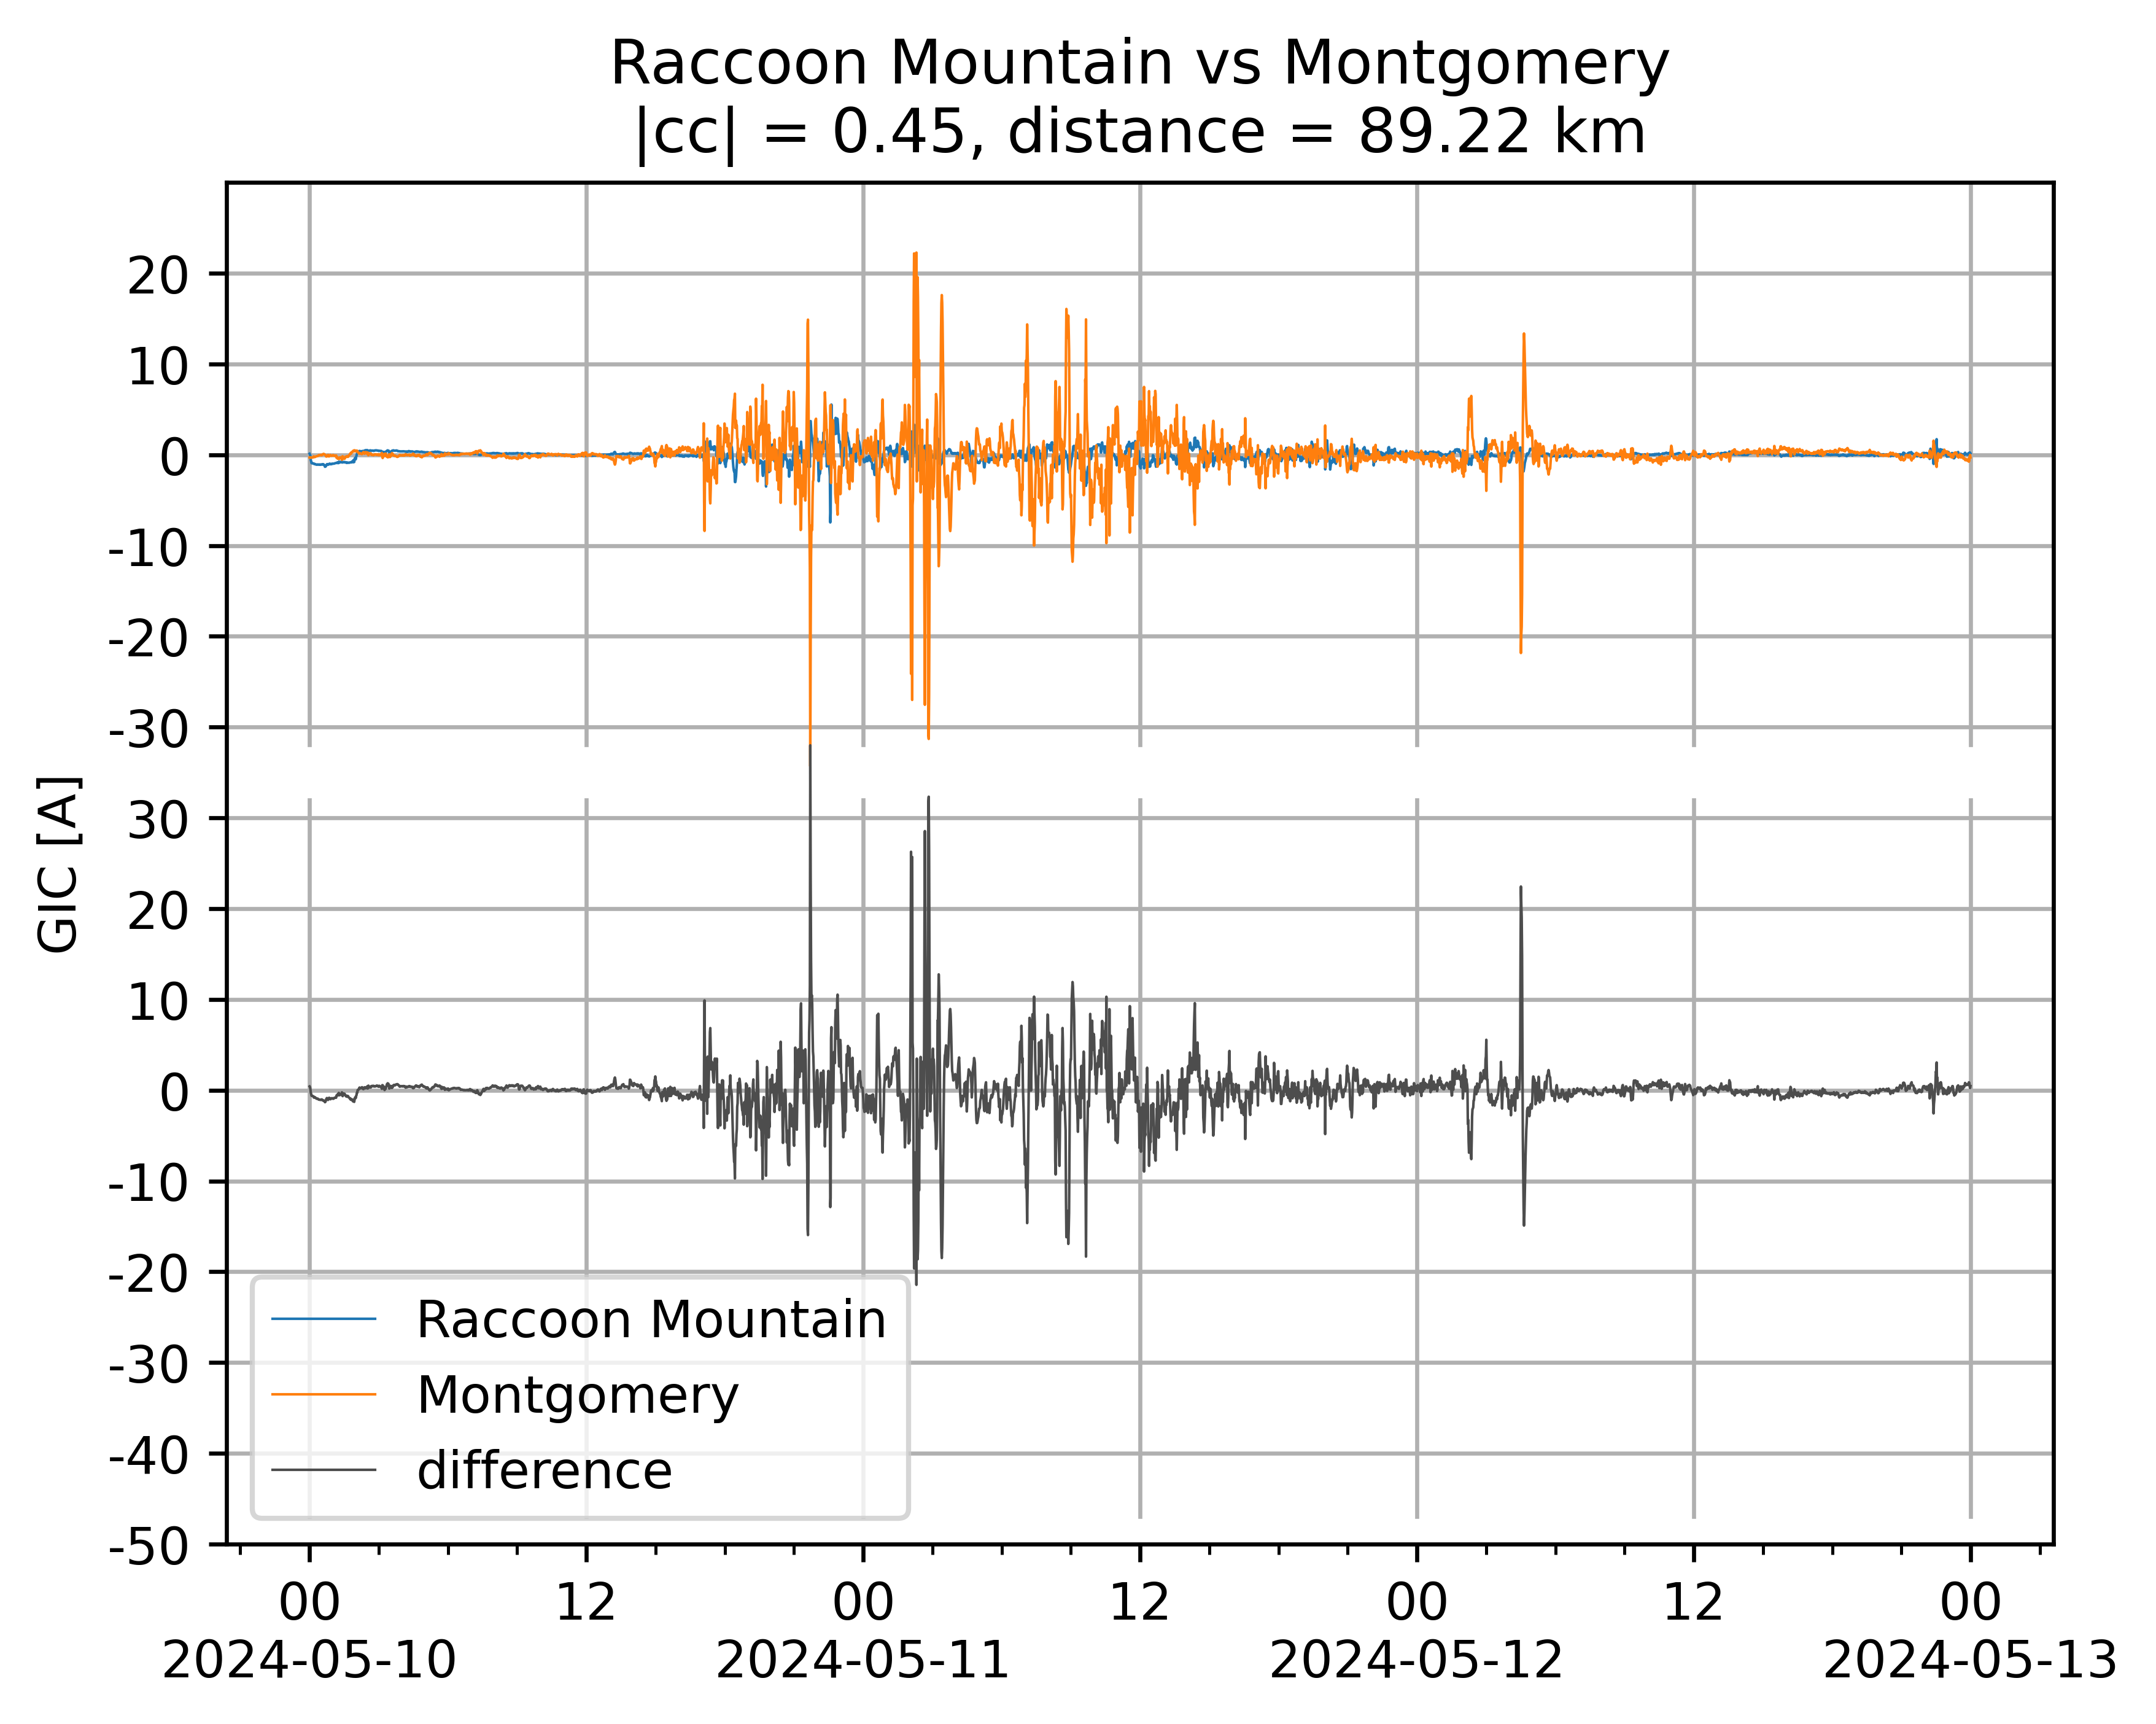 Raccoon Mountain vs Montgomery
|cc| = 0.45, distance = 89.22 km
20
10
0
-10
-20
-30
30
20
10
0
-10
-20
-30
-40
-50
GIC [A]
Raccoon Mountain
Montgomery
difference
00 12 00 12 00 12 00
2024-05-10 2024-05-11 2024-05-12 2024-05-13